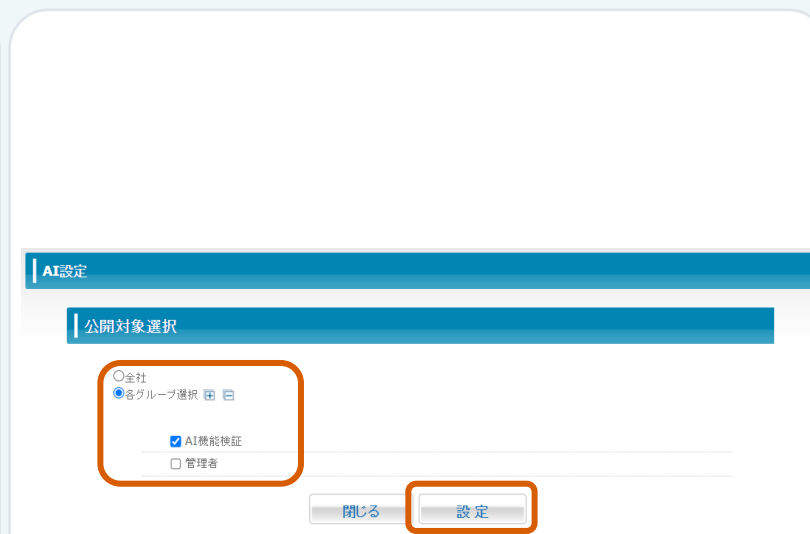 AI設定
公開対象選択
全社
各グループ選択
AI機能検証
管理者
閉じる 設 定